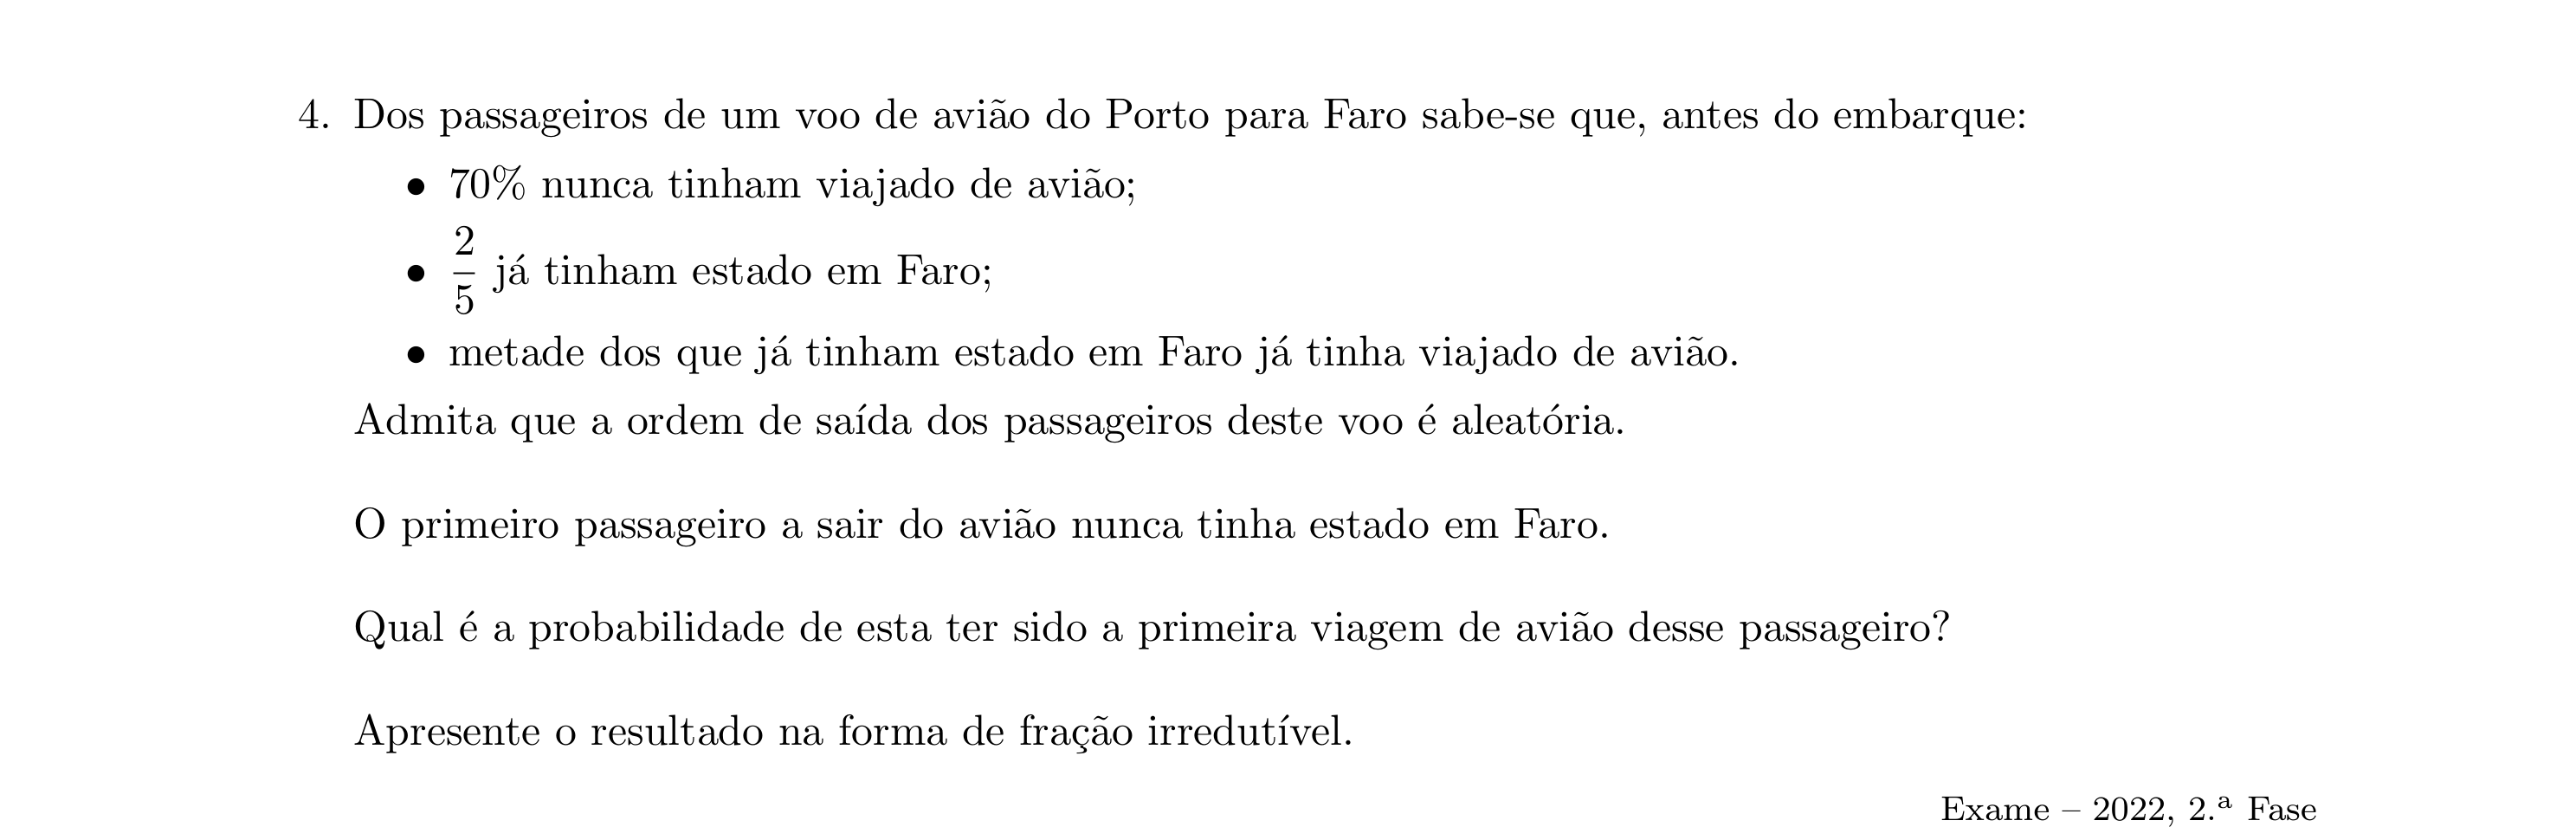 4. Dos passageiros de um voo de avião do Porto para Faro sabe-se que, antes do embarque:
• 70% nunca tinham viajado de avião;
• 2/5 já tinham estado em Faro;
• metade dos que já tinham estado em Faro já tinha viajado de avião.
Admita que a ordem de saída dos passageiros deste voo é aleatória.
O primeiro passageiro a sair do avião nunca tinha estado em Faro.
Qual é a probabilidade de esta ter sido a primeira viagem de avião desse passageiro?
Apresente o resultado na forma de fração irredutível.
Exame – 2022, 2.ª Fase